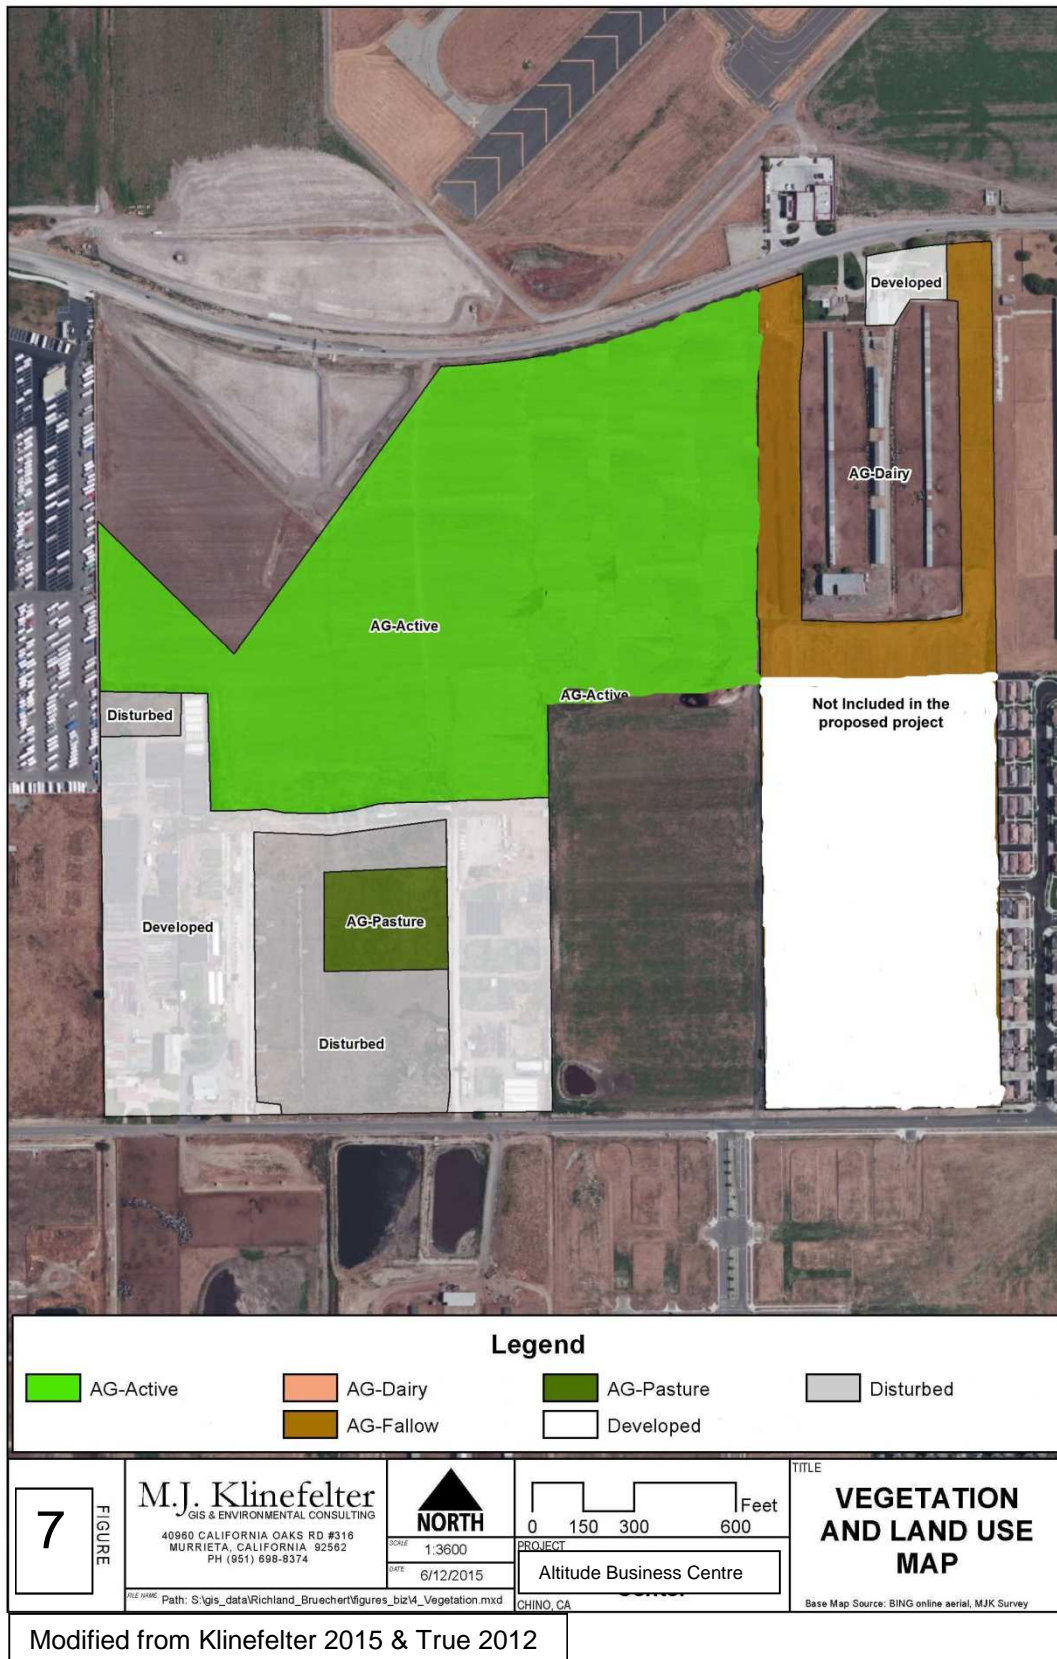 Developed
AG-Dairy
AG-Active
AG-Active
Not Included in the
proposed project
Disturbed
Developed
AG-Pasture
Disturbed
Legend
AG-Active
AG-Dairy
AG-Pasture
Disturbed
AG-Fallow
Developed
7
FIGURE
M.J. Klinefelter
GIS & ENVIRONMENTAL CONSULTING
40960 CALIFORNIA OAKS RD #316
MURRIETA, CALIFORNIA 92562
PH (951) 698-8374
FILE NAME: Path: S:\gis_data\Richland_Bruechert\figures_biz\4_Vegetation.mxd
NORTH
SCALE 1:3600
DATE 6/12/2015
Feet
0 150 300 600
PROJECT
Altitude Business Centre
CHINO, CA
TITLE
VEGETATION
AND LAND USE
MAP
Base Map Source: BING online aerial, MJK Survey
Modified from Klinefelter 2015 & True 2012